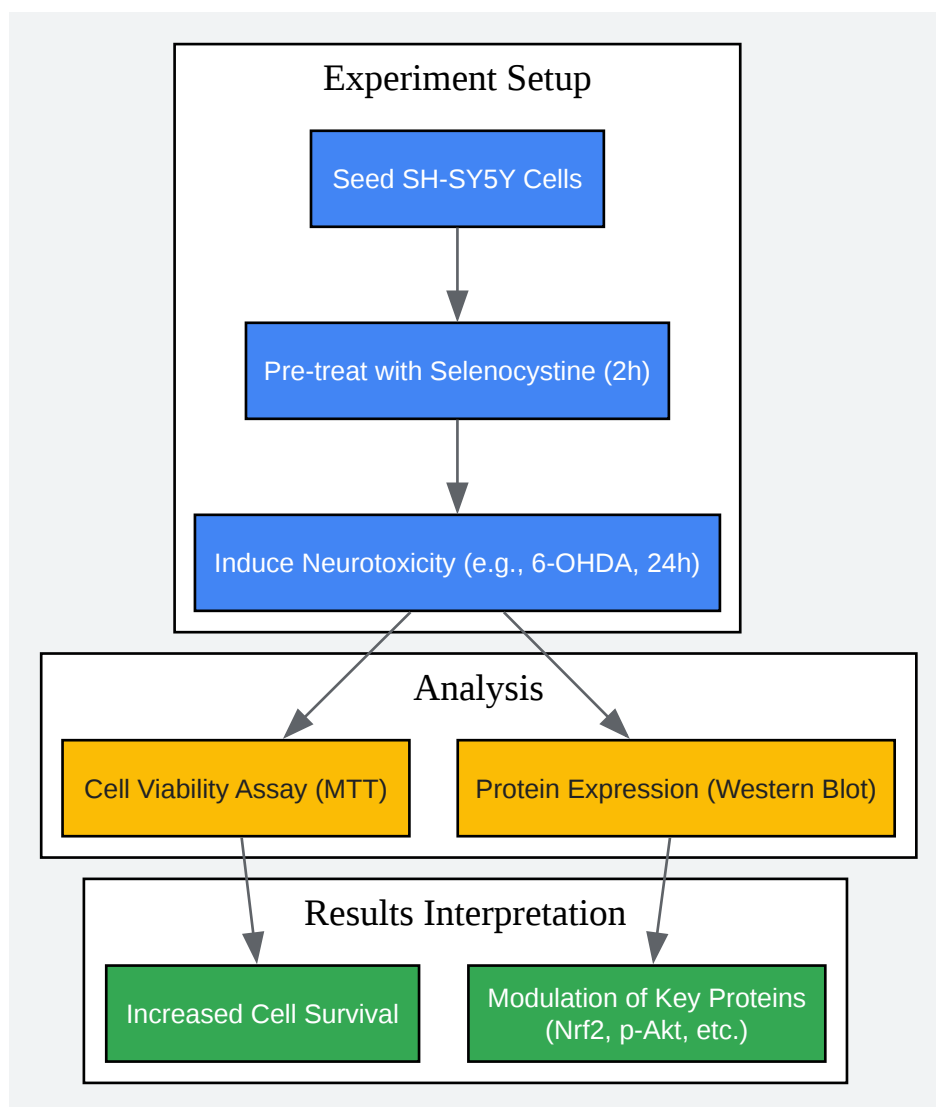 Experiment Setup
Seed SH-SY5Y Cells
Pre-treat with Selenocystine (2h)
Induce Neurotoxicity (e.g., 6-OHDA, 24h)
Analysis
Cell Viability Assay (MTT)
Protein Expression (Western Blot)
Results Interpretation
Increased Cell Survival
Modulation of Key Proteins
(Nrf2, p-Akt, etc.)